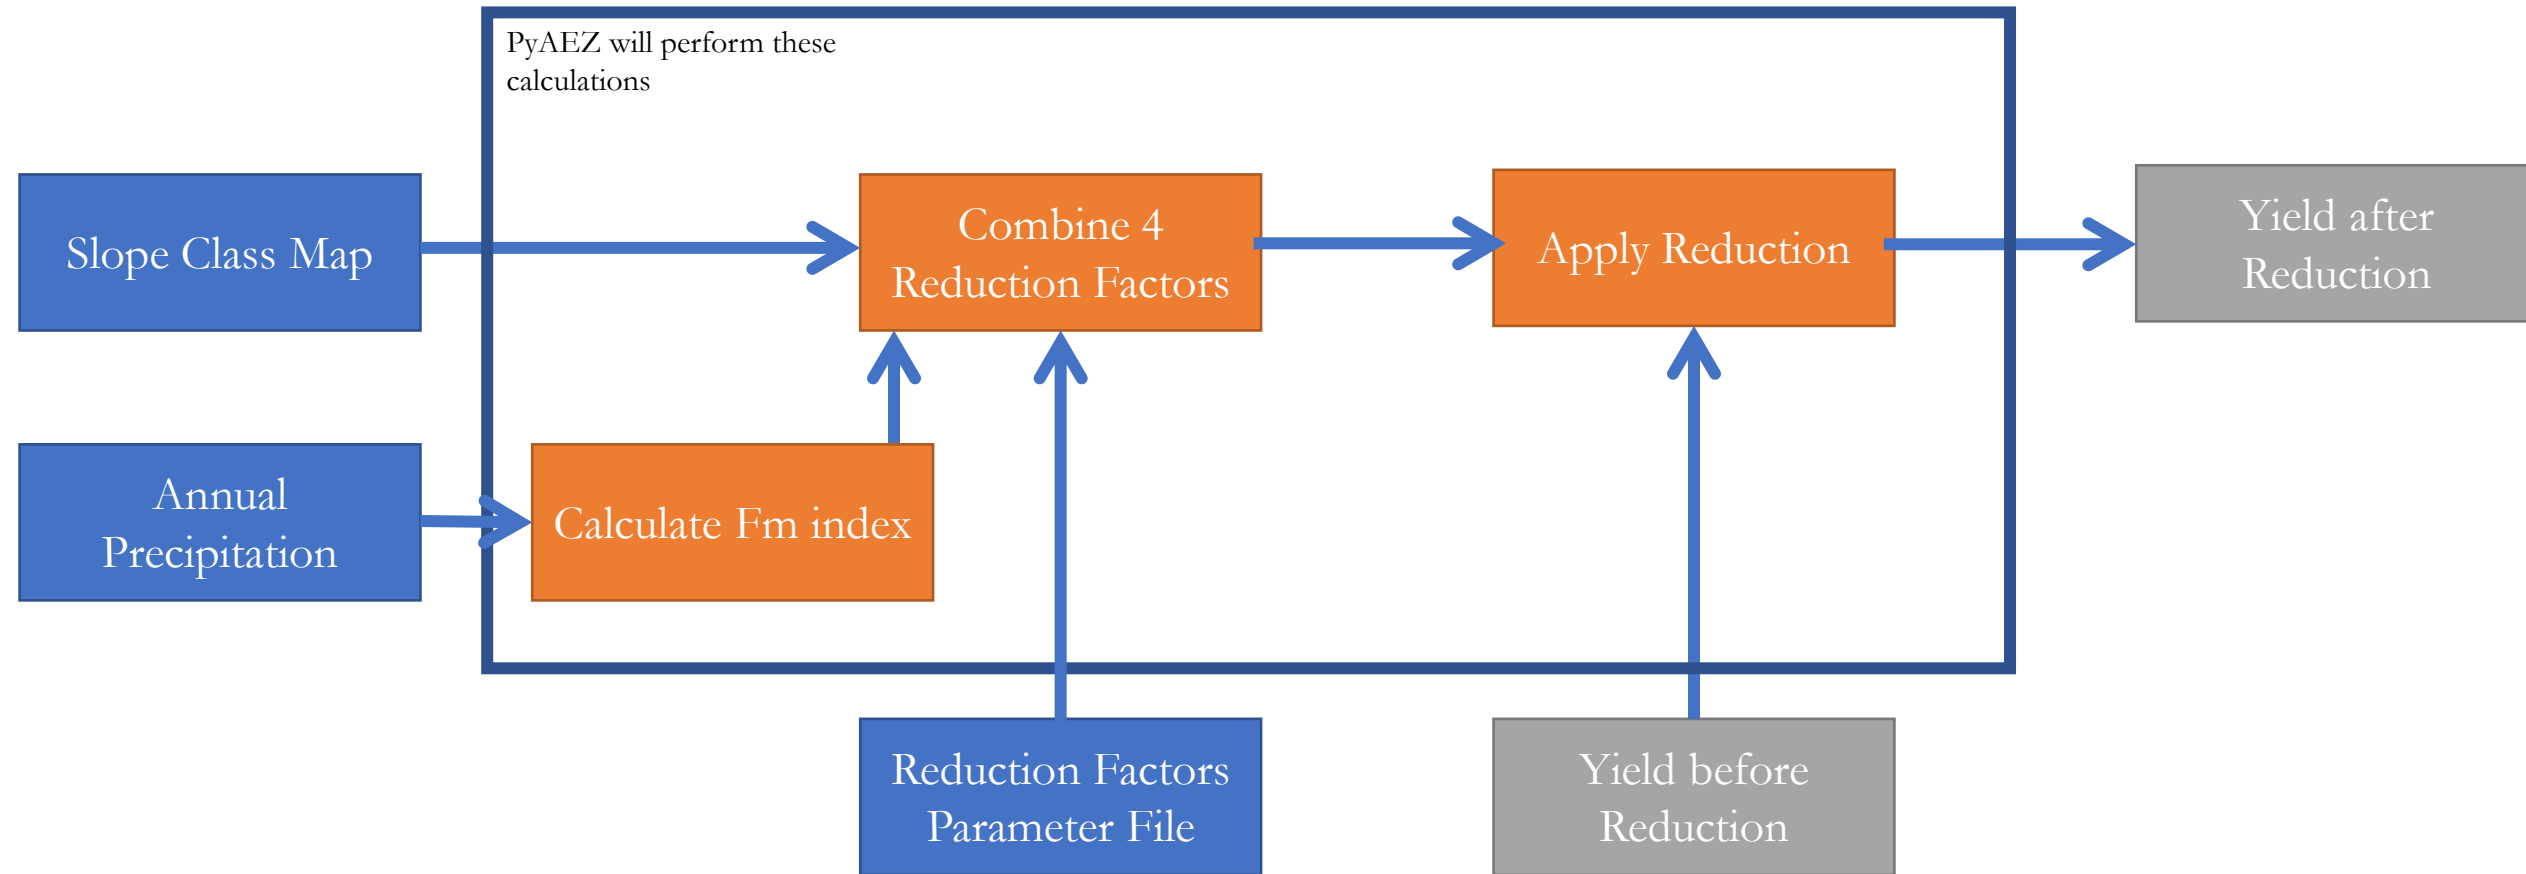 PyAEZ will perform these
calculations
Slope Class Map
Combine 4
Reduction Factors
Apply Reduction
Yield after
Reduction
Annual
Precipitation
Calculate Fm index
Reduction Factors
Parameter File
Yield before
Reduction